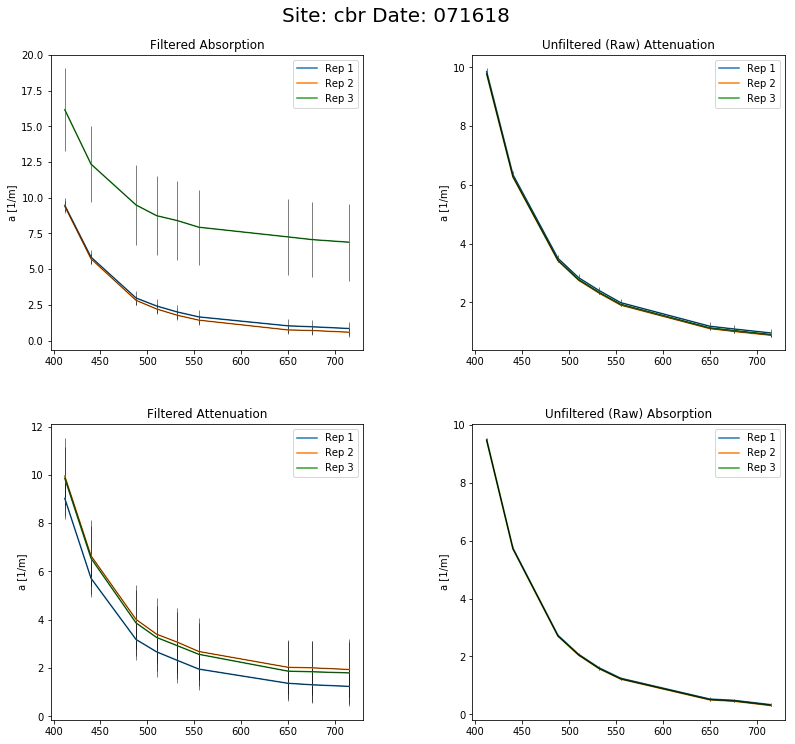 Site: cbr Date: 071618
Filtered Absorption
20.0
17.5
15.0
12.5
10.0
7.5
5.0
2.5
0.0
a [1/m]
Rep 1
Rep 2
Rep 3
400
450
500
550
600
650
700
Unfiltered (Raw) Attenuation
10
8
6
4
2
a [1/m]
Rep 1
Rep 2
Rep 3
400
450
500
550
600
650
700
Filtered Attenuation
12
10
8
6
4
2
0
a [1/m]
Rep 1
Rep 2
Rep 3
400
450
500
550
600
650
700
Unfiltered (Raw) Absorption
10
8
6
4
2
0
a [1/m]
Rep 1
Rep 2
Rep 3
400
450
500
550
600
650
700